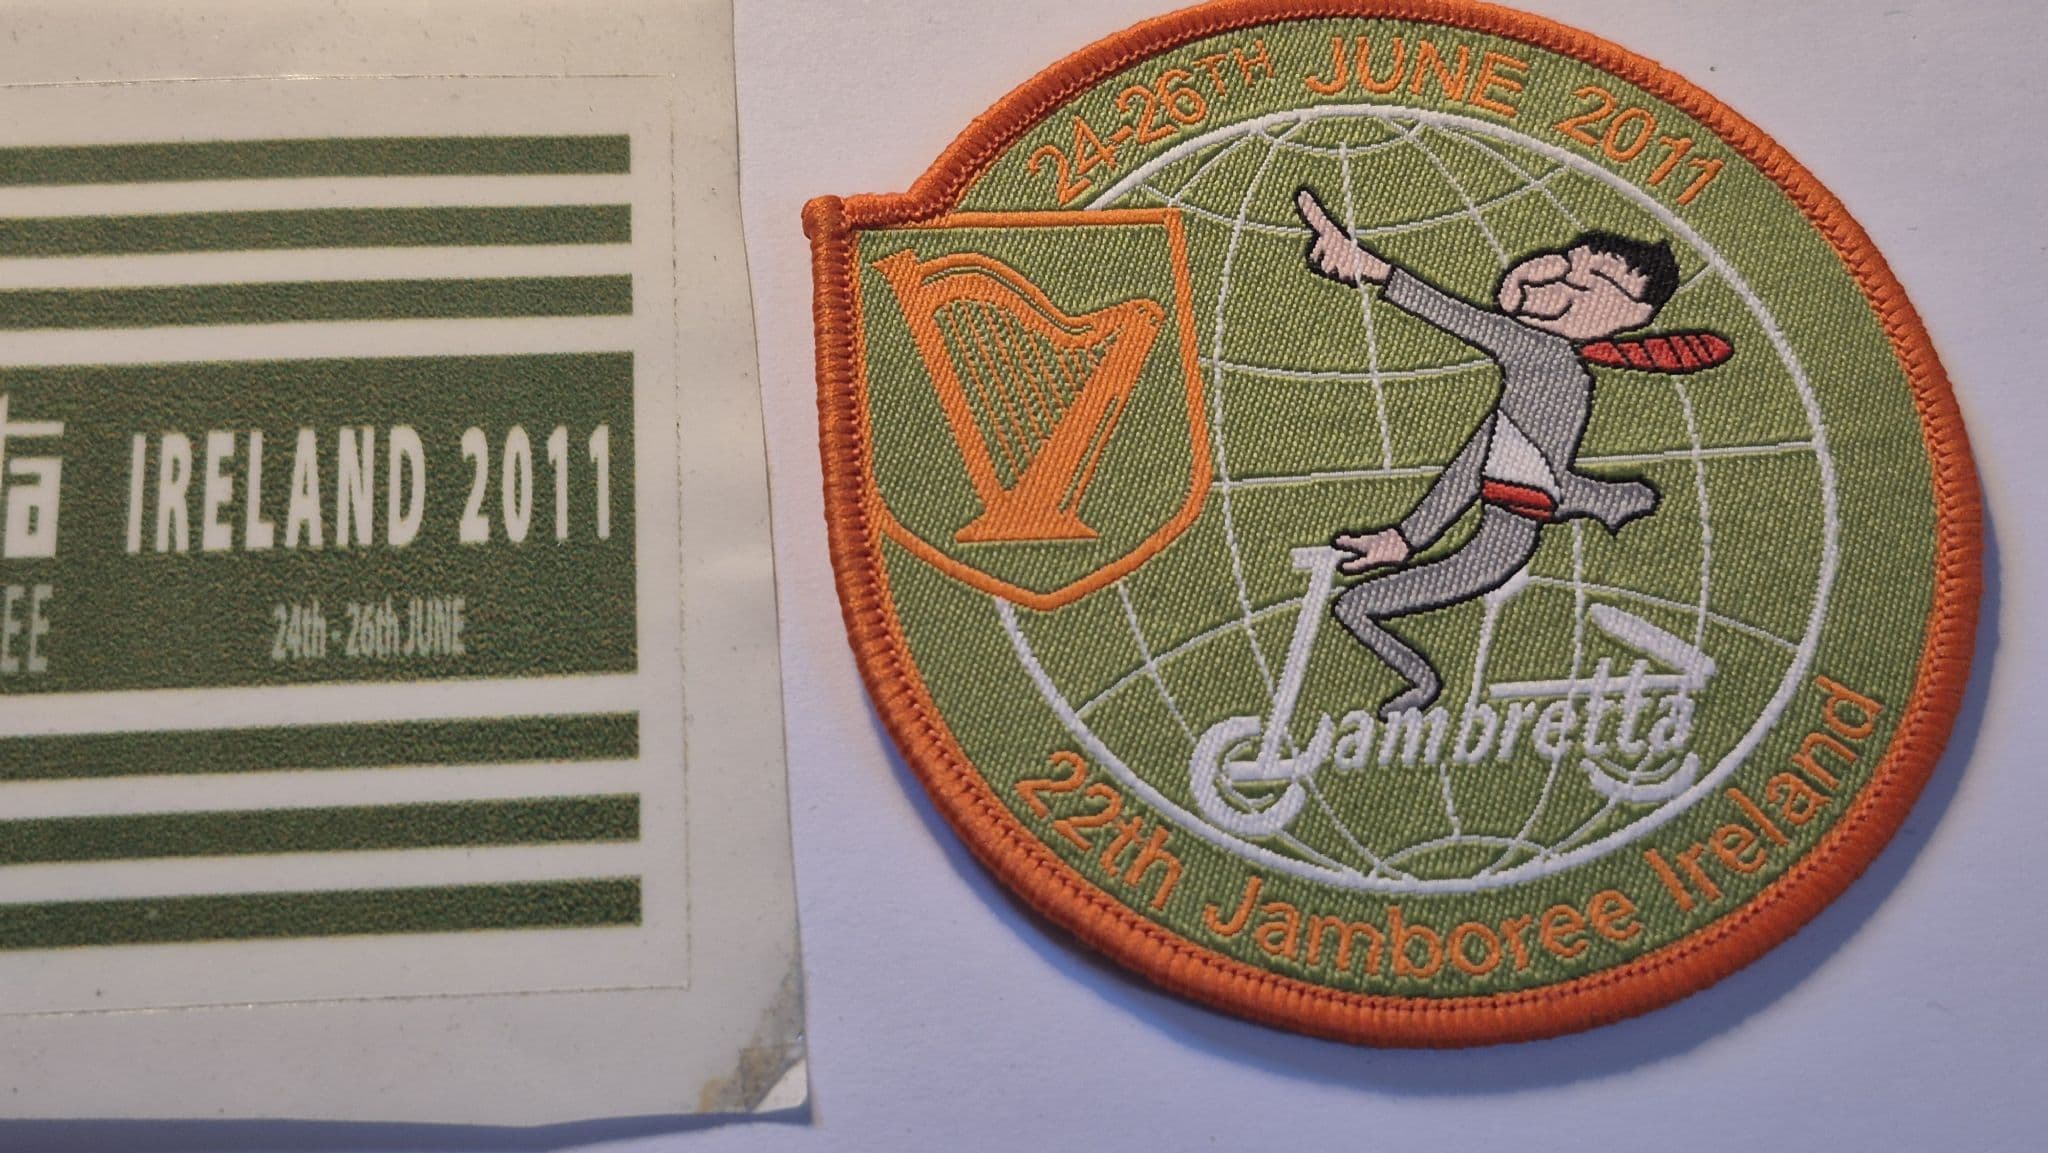 IRELAND 2011
24th - 26th JUNE
24-26TH JUNE 2011
Lambretta
22th Jamboree Ireland